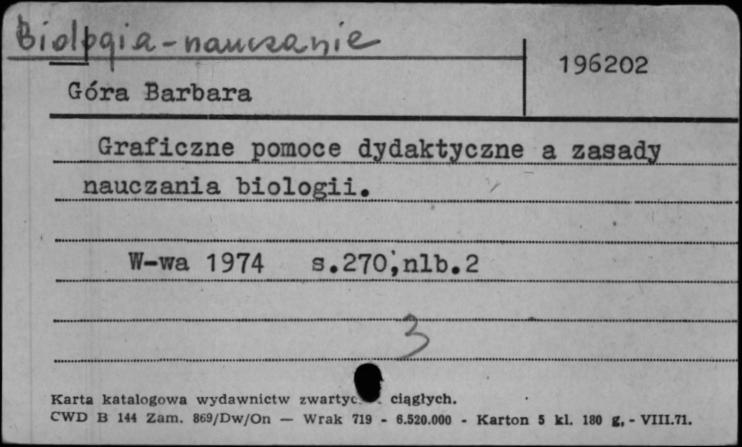 Biologia - nauczanie
196202
Góra Barbara
Graficzne pomoce dydaktyczne a zasady
nauczania biologii.
W-wa 1974 s.270,nlb.2
3
Karta katalogowa wydawnictw ciągłych.
CWD B 144 Zam. 869/Dw/On — Wrak 719 - 6.520.000 - Karton 5 kl. 180 g, - VIII.71.